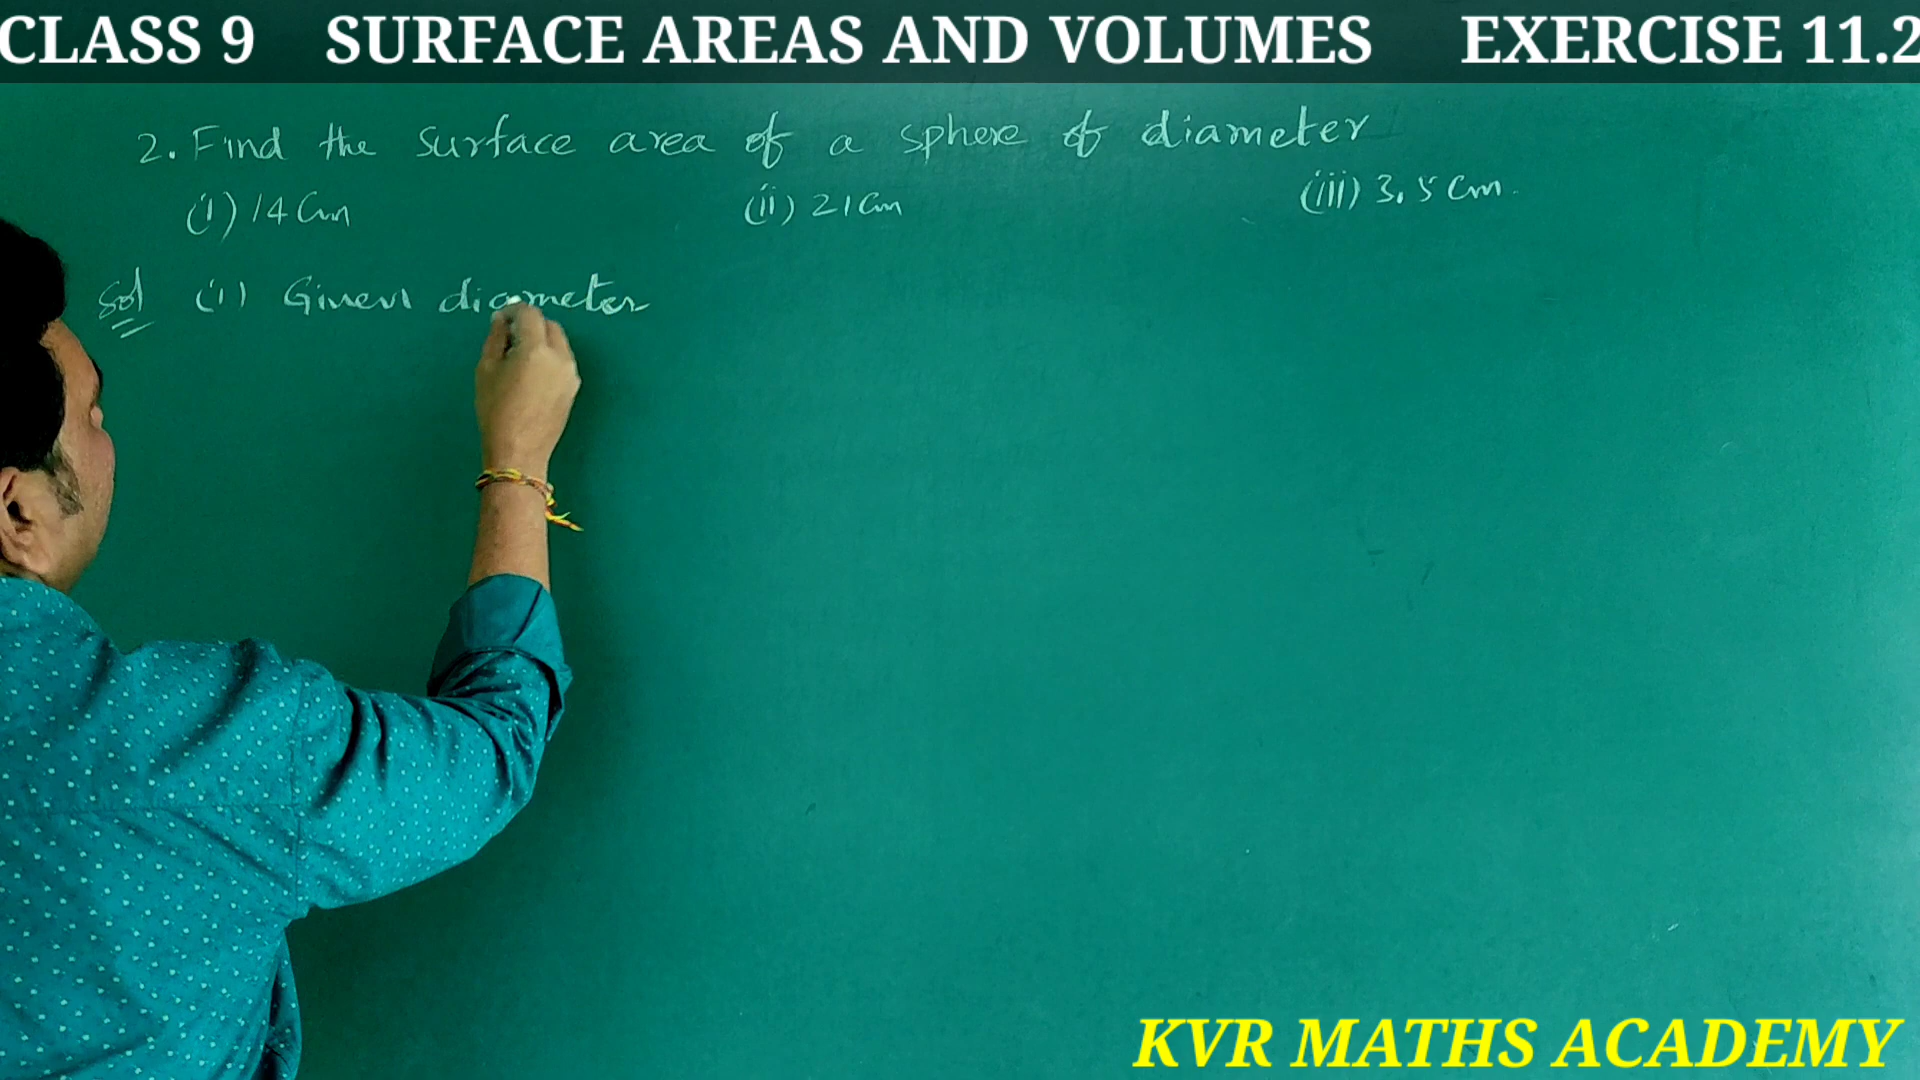 CLASS 9 SURFACE AREAS AND VOLUMES EXERCISE 11.2
2. Find the surface area of a sphere of diameter
(i) 14 cm (ii) 21 cm (iii) 3.5 cm.
Sol (i) Given diameter
KVR MATHS ACADEMY